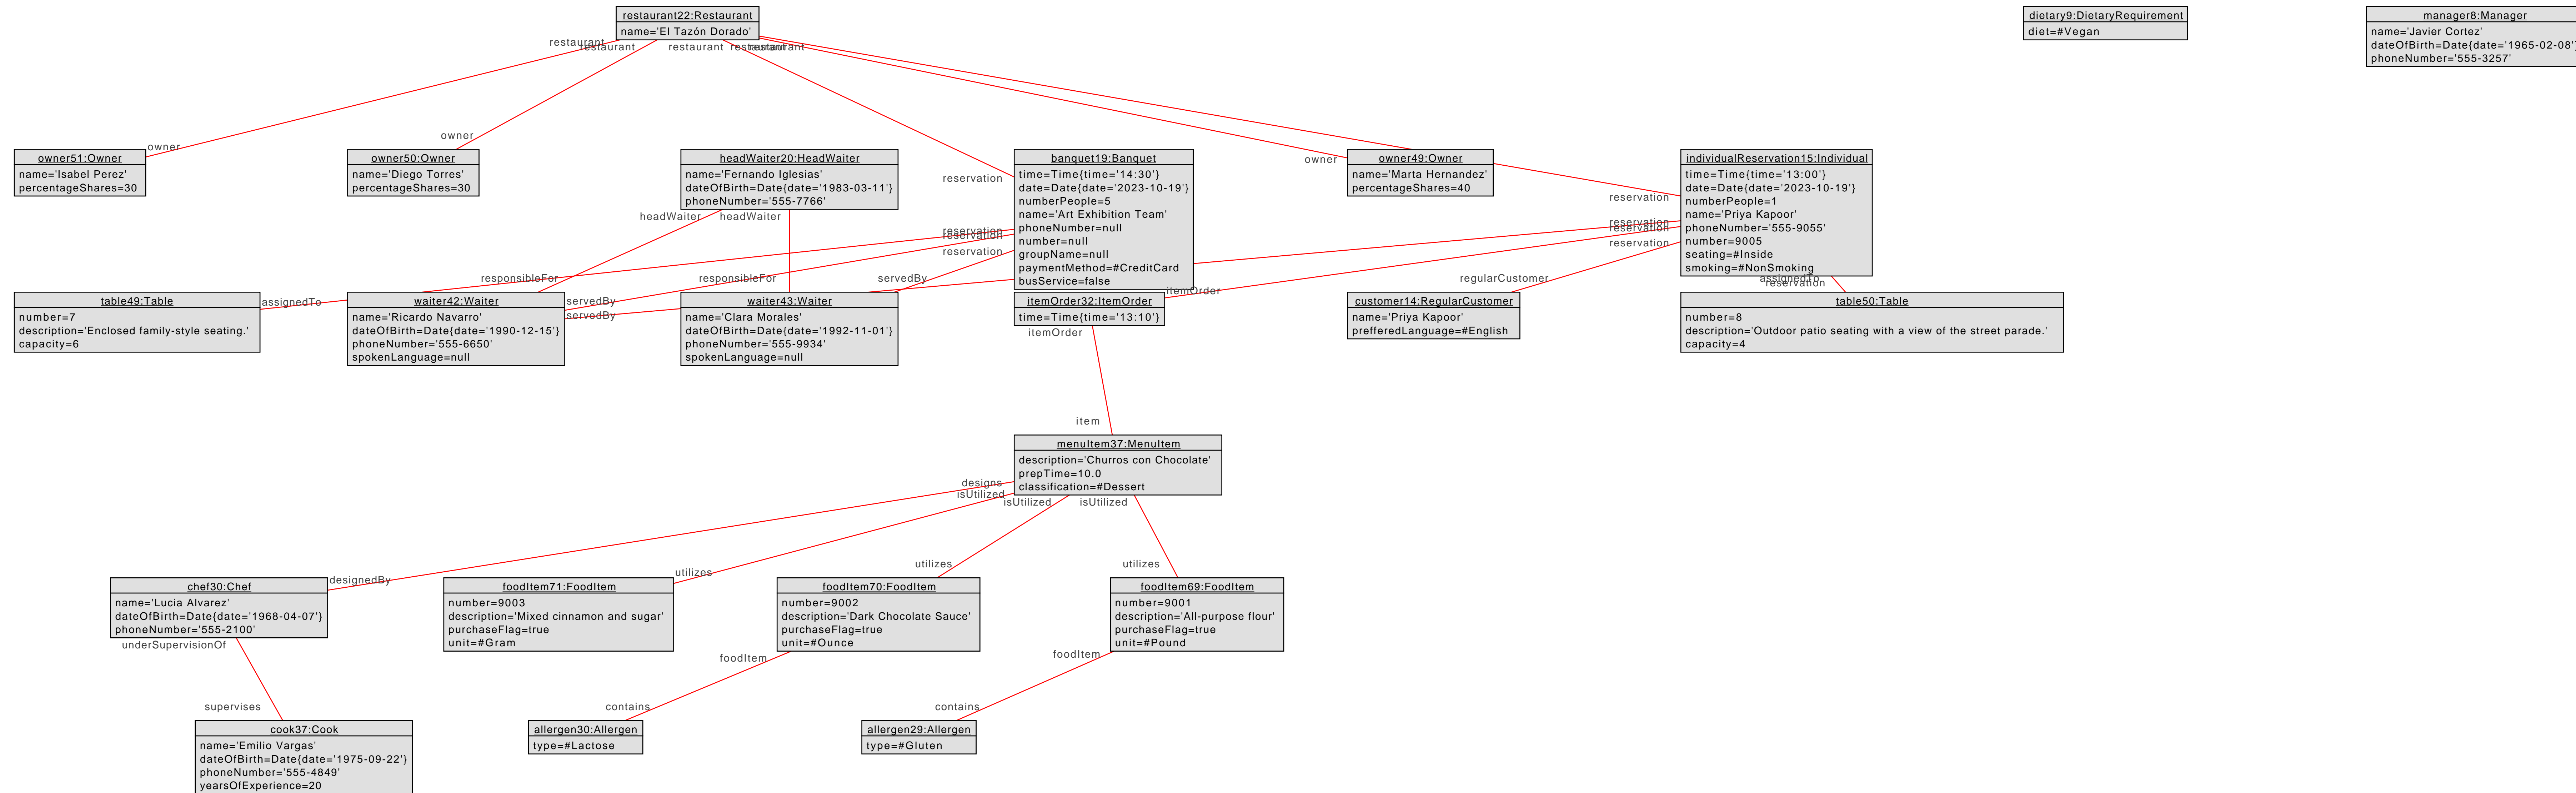 restaurant22:Restaurant
name='El Tazón Dorado'
dietary9:DietaryRequirement
diet=#Vegan
manager8:Manager
name='Javier Cortez'
dateOfBirth=Date{date='1965-02-08'}
phoneNumber='555-3257'
restaurant
restaurant
restaurant
restaurant
restaurant
owner
owner
owner
reservation
reservation
owner51:Owner
name='Isabel Perez'
percentageShares=30
owner50:Owner
name='Diego Torres'
percentageShares=30
headWaiter20:HeadWaiter
name='Fernando Iglesias'
dateOfBirth=Date{date='1983-03-11'}
phoneNumber='555-7766'
banquet19:Banquet
time=Time{time='14:30'}
date=Date{date='2023-10-19'}
numberPeople=5
name='Art Exhibition Team'
phoneNumber=null
number=null
groupName=null
paymentMethod=#CreditCard
busService=false
owner49:Owner
name='Marta Hernandez'
percentageShares=40
individualReservation15:Individual
time=Time{time='13:00'}
date=Date{date='2023-10-19'}
numberPeople=1
name='Priya Kapoor'
phoneNumber='555-9055'
number=9005
seating=#Inside
smoking=#NonSmoking
headWaiter
headWaiter
reservation
reservation
reservation
reservation
reservation
reservation
responsibleFor
responsibleFor
servedBy
regularCustomer
assignedTo
reservation
assignedTo
servedBy
servedBy
itemOrder
table49:Table
number=7
description='Enclosed family-style seating.'
capacity=6
waiter42:Waiter
name='Ricardo Navarro'
dateOfBirth=Date{date='1990-12-15'}
phoneNumber='555-6650'
spokenLanguage=null
waiter43:Waiter
name='Clara Morales'
dateOfBirth=Date{date='1992-11-01'}
phoneNumber='555-9934'
spokenLanguage=null
itemOrder32:ItemOrder
time=Time{time='13:10'}
customer14:RegularCustomer
name='Priya Kapoor'
prefferedLanguage=#English
table50:Table
number=8
description='Outdoor patio seating with a view of the street parade.'
capacity=4
itemOrder
item
menuItem37:MenuItem
description='Churros con Chocolate'
prepTime=10.0
classification=#Dessert
designs
isUtilized
isUtilized
isUtilized
designedBy
utilizes
utilizes
utilizes
chef30:Chef
name='Lucia Alvarez'
dateOfBirth=Date{date='1968-04-07'}
phoneNumber='555-2100'
foodItem71:FoodItem
number=9003
description='Mixed cinnamon and sugar'
purchaseFlag=true
unit=#Gram
foodItem70:FoodItem
number=9002
description='Dark Chocolate Sauce'
purchaseFlag=true
unit=#Ounce
foodItem69:FoodItem
number=9001
description='All-purpose flour'
purchaseFlag=true
unit=#Pound
underSupervisionOf
foodItem
foodItem
supervises
contains
contains
cook37:Cook
name='Emilio Vargas'
dateOfBirth=Date{date='1975-09-22'}
phoneNumber='555-4849'
yearsOfExperience=20
allergen30:Allergen
type=#Lactose
allergen29:Allergen
type=#Gluten